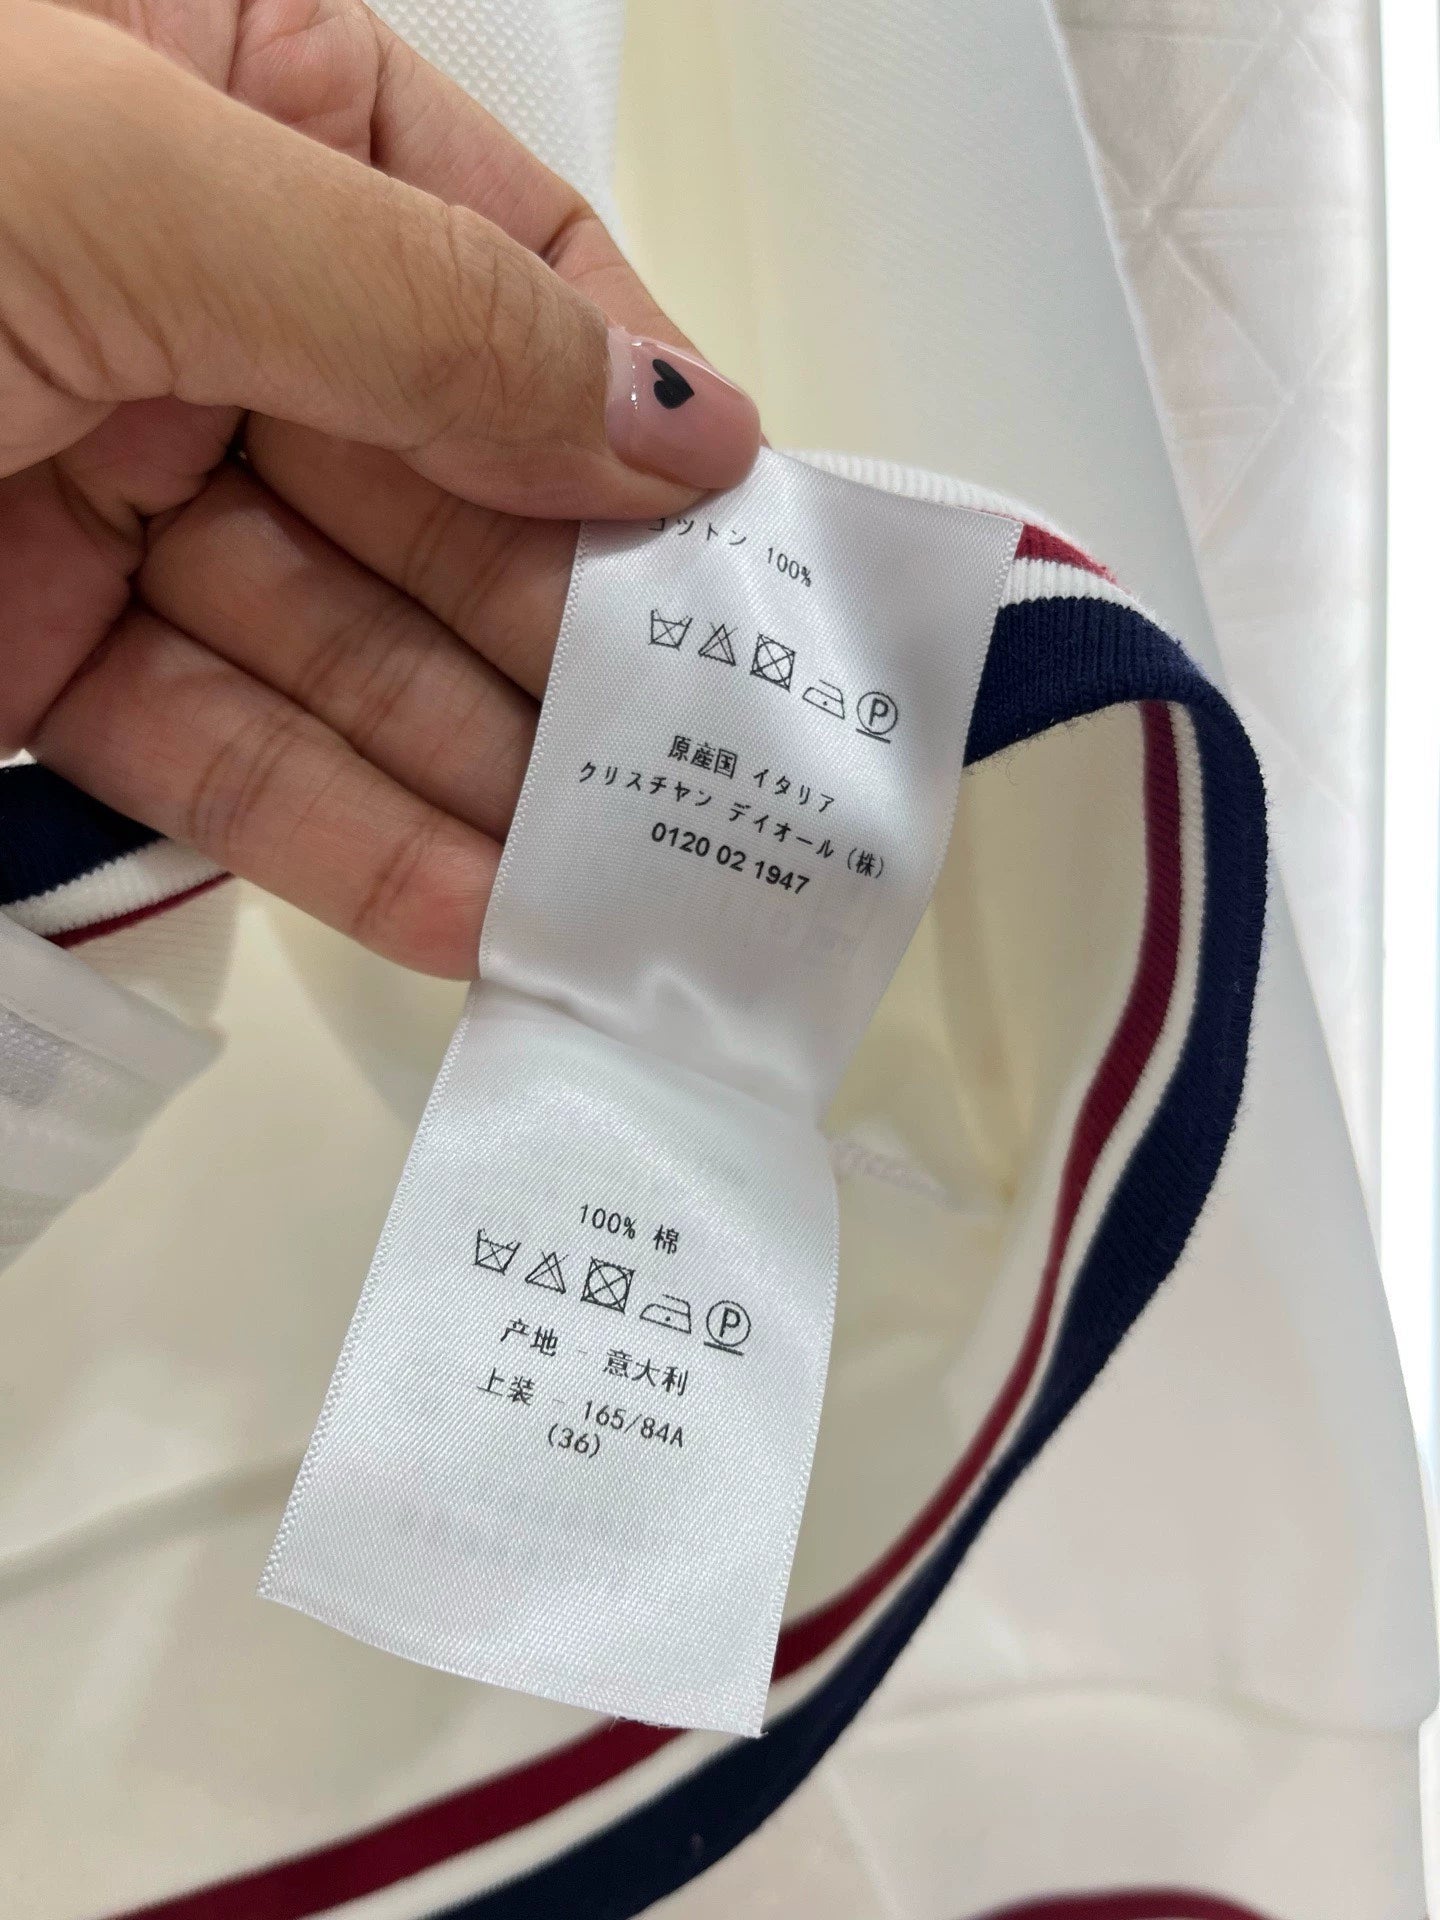 コットン 100%
P
原産国 イタリア
クリスチャン デイオール (株)
0120 02 1947
100% 棉
P
产地 - 意大利
上装 - 165/84A
(36)